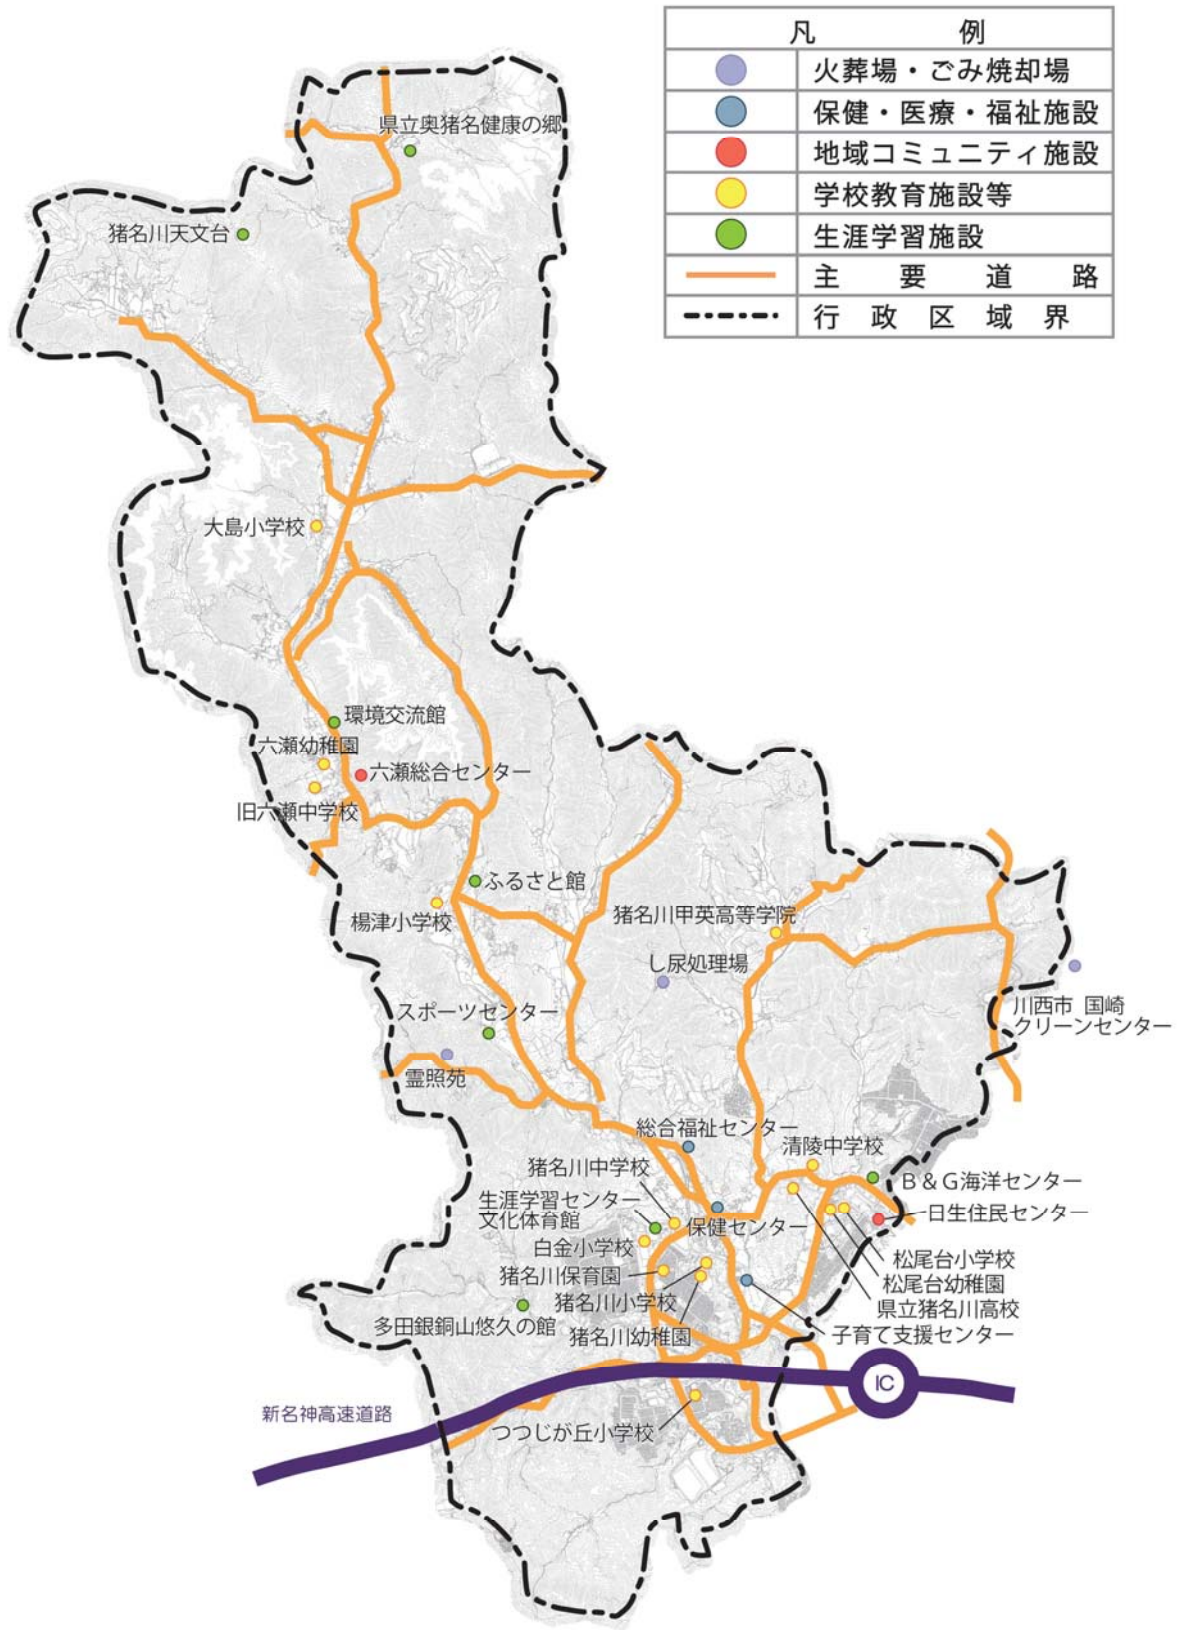 凡例
火葬場・ごみ焼却場
保健・医療・福祉施設
地域コミュニティ施設
学校教育施設等
生涯学習施設
主要道路
行政区域界
県立奥猪名健康の郷
猪名川天文台
大島小学校
環境交流館
六瀬幼稚園
六瀬総合センター
旧六瀬中学校
ふるさと館
楊津小学校
猪名川甲英高等学院
し尿処理場
川西市 国崎
クリーンセンター
スポーツセンター
霊照苑
総合福祉センター
清陵中学校
猪名川中学校
B＆G海洋センター
生涯学習センター
文化体育館
日生住民センター
保健センター
白金小学校
松尾台小学校
猪名川保育園
松尾台幼稚園
猪名川小学校
県立猪名川高校
多田銀銅山悠久の館
猪名川幼稚園
子育て支援センター
IC
新名神高速道路
つつじが丘小学校